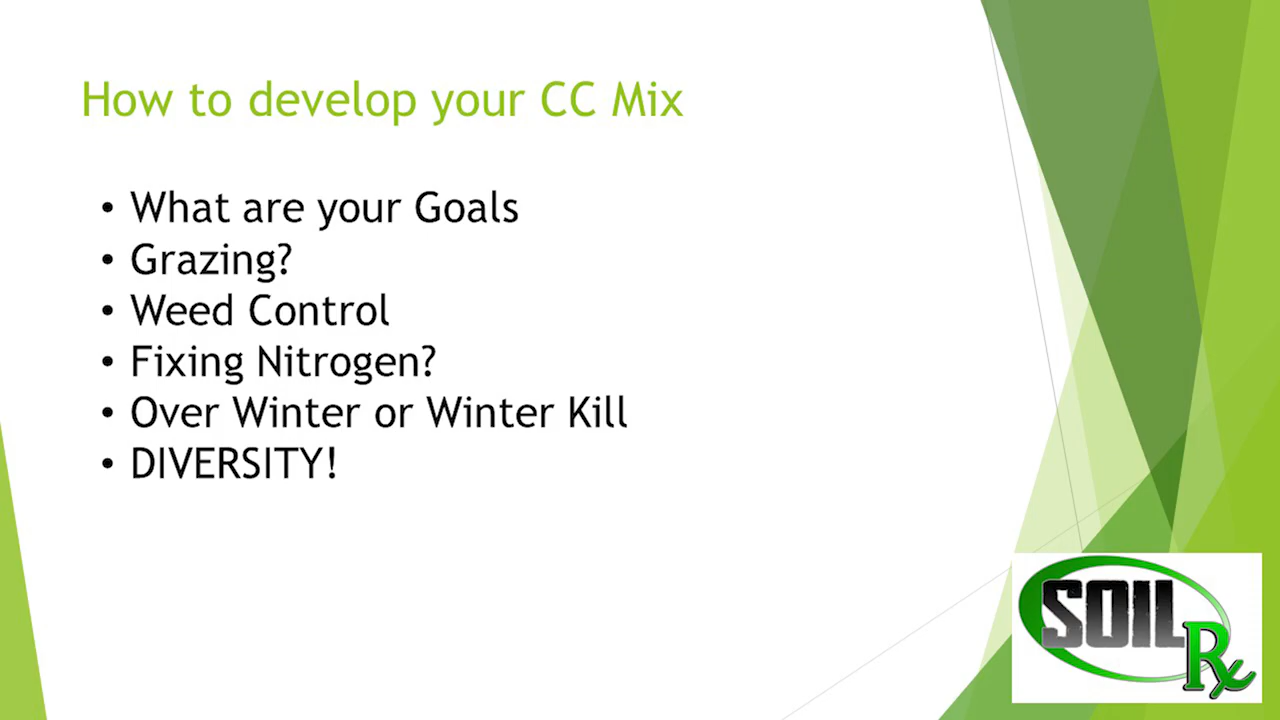 How to develop your CC Mix
• What are your Goals
• Grazing?
• Weed Control
• Fixing Nitrogen?
• Over Winter or Winter Kill
• DIVERSITY!
SOIL
Rx